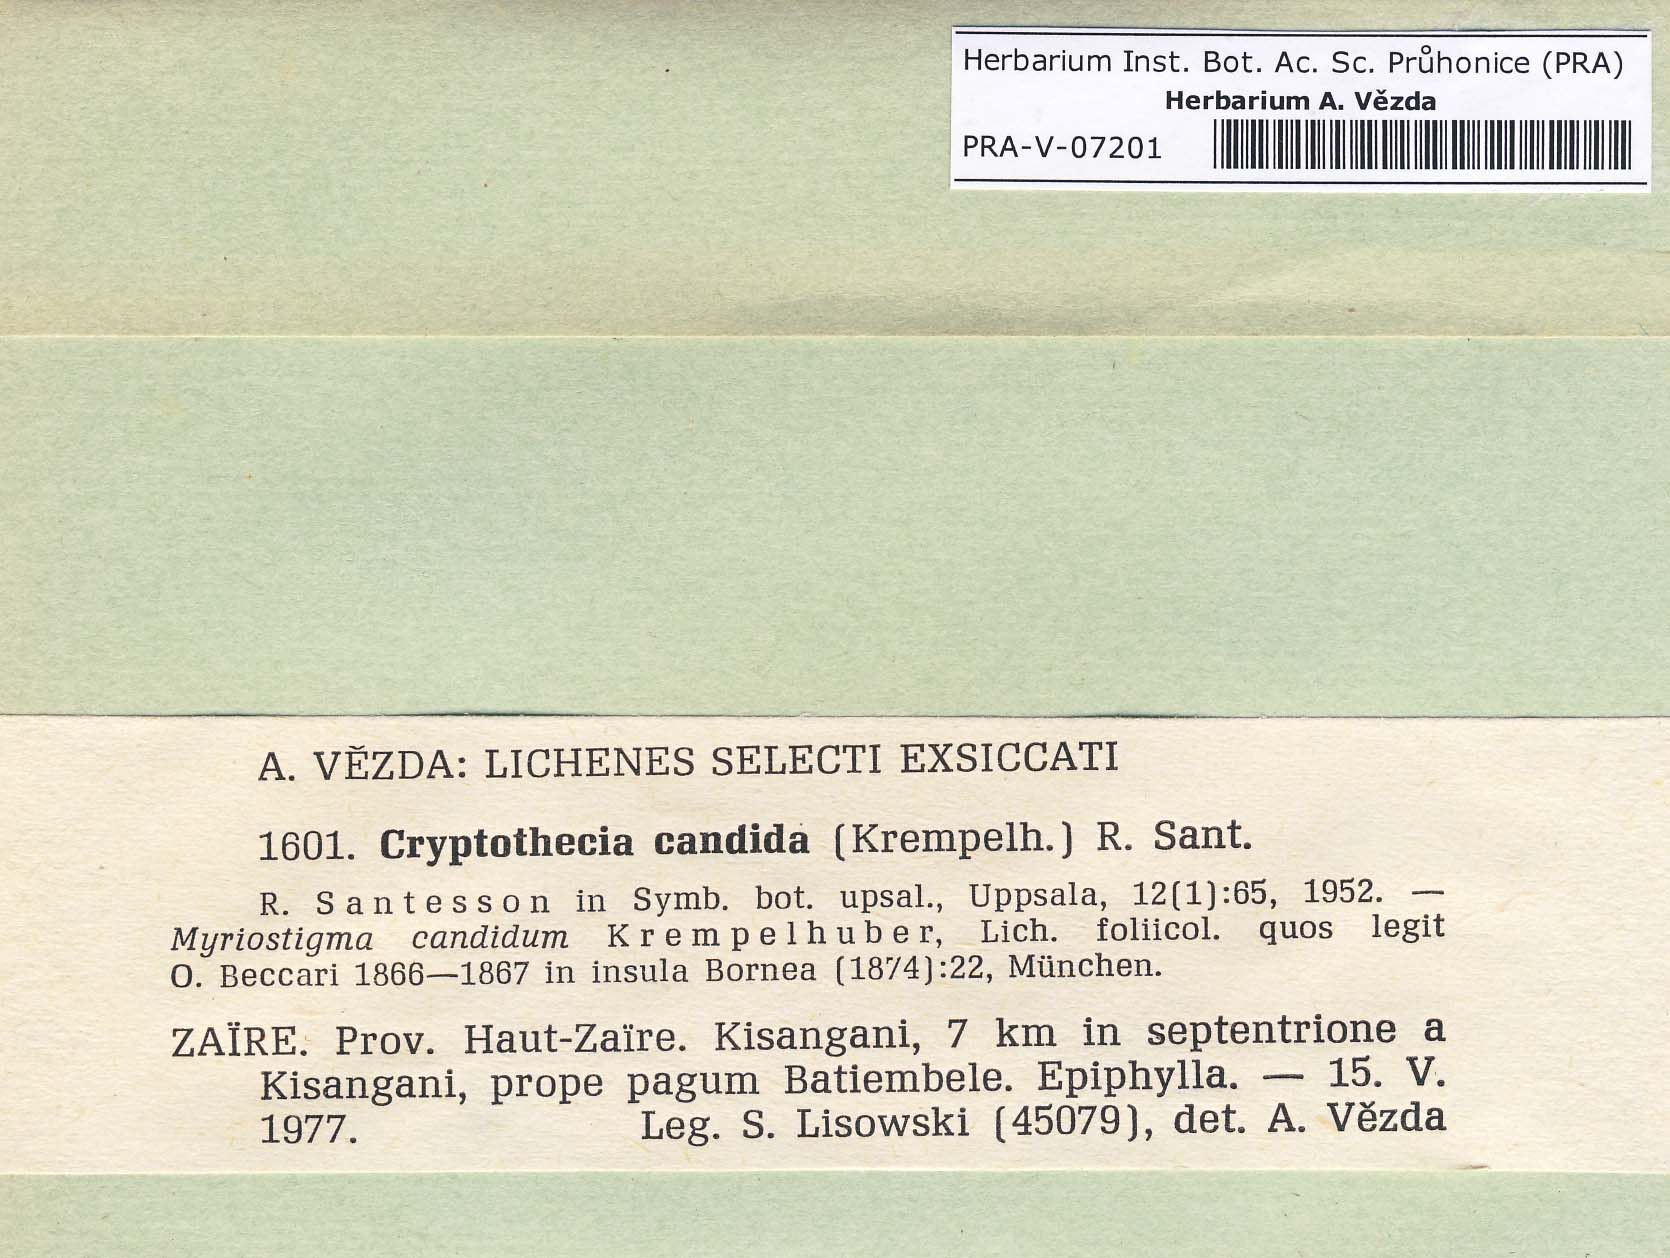 Herbarium Inst. Bot. Ac. Sc. Průhonice (PRA)
Herbarium A. Vězda
PRA-V-07201
A. VĚZDA: LICHENES SELECTI EXSICCATI
1601. Cryptothecia candida (Krempelh.) R. Sant.
R. Santesson in Symb. bot. upsal., Uppsala, 12(1):65, 1952. —
Myriostigma candidum Krempelhuber, Lich. foliicol. quos legit
O. Beccari 1866—1867 in insula Bornea (1874):22, München.
ZAÏRE. Prov. Haut-Zaïre. Kisangani, 7 km in septentrione a
Kisangani, prope pagum Batiembele. Epiphylla. — 15. V.
1977. Leg. S. Lisowski (45079), det. A. Vězda